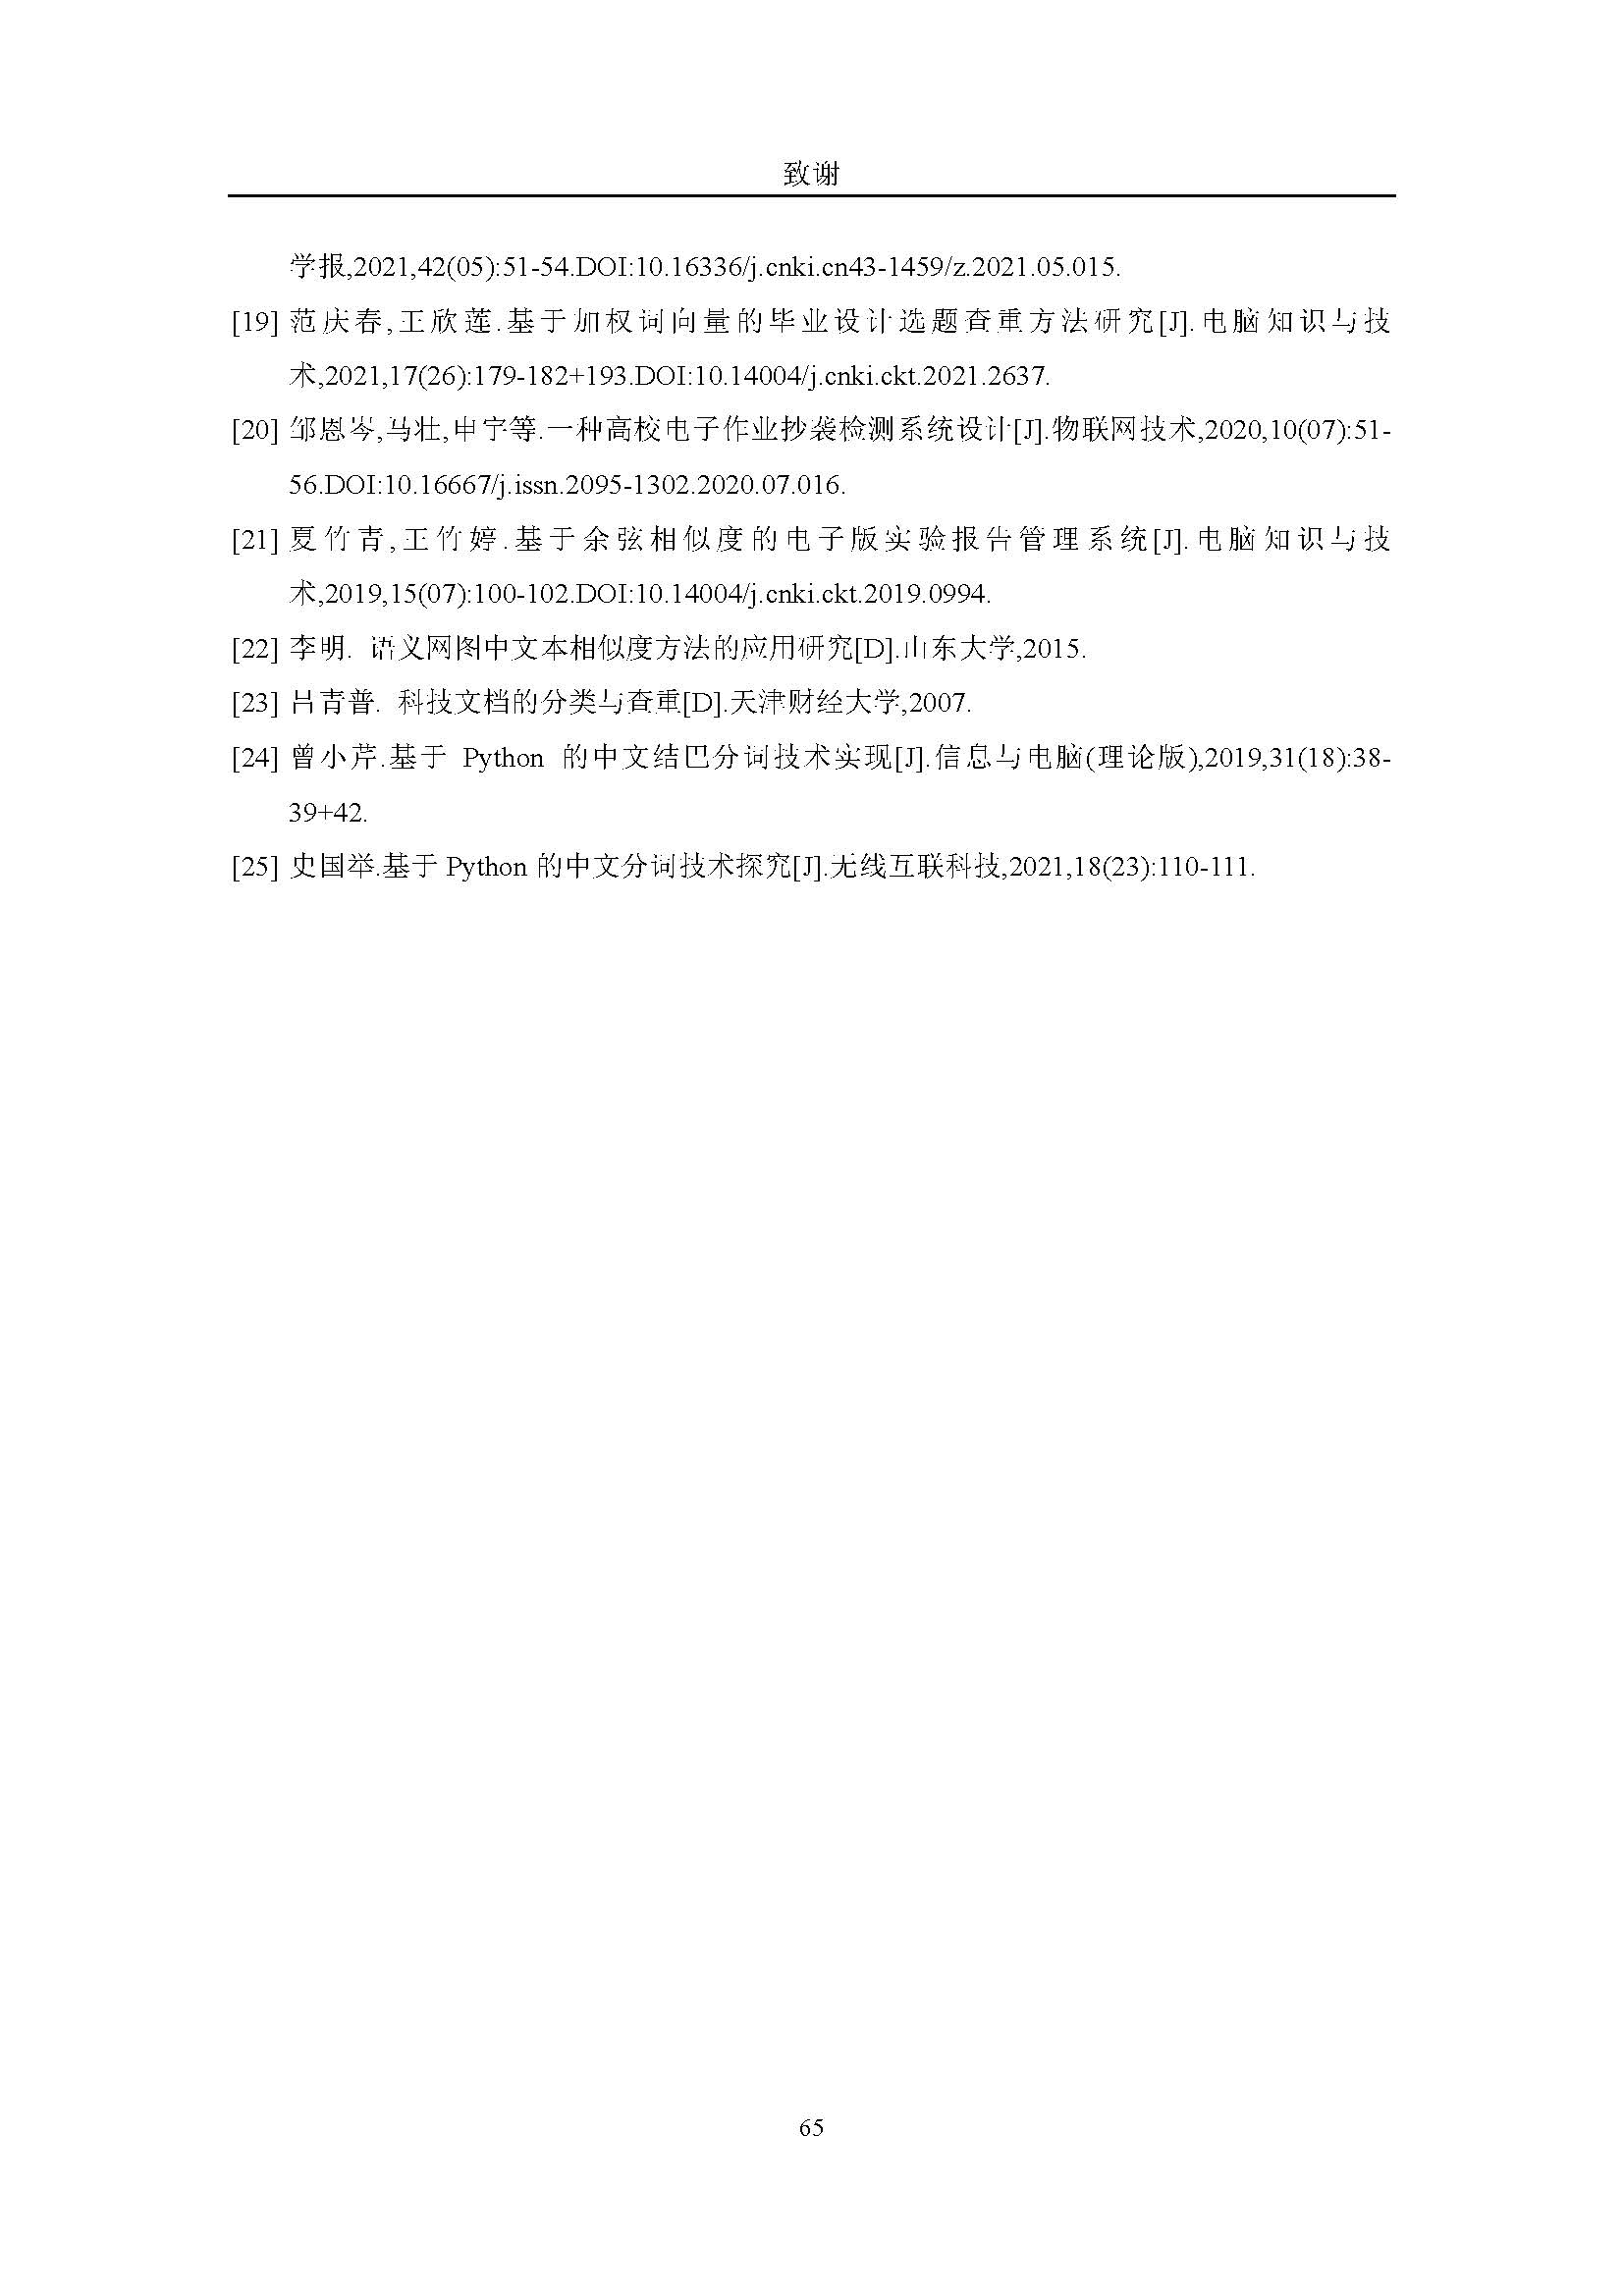 致谢
学报,2021,42(05):51-54.DOI:10.16336/j.cnki.cn43-1459/z.2021.05.015.
[19] 范庆春,王欣莲.基于加权词向量的毕业设计选题查重方法研究[J].电脑知识与技
术,2021,17(26):179-182+193.DOI:10.14004/j.cnki.ckt.2021.2637.
[20] 邹恩岑,马壮,申宇等.一种高校电子作业抄袭检测系统设计[J].物联网技术,2020,10(07):51-
56.DOI:10.16667/j.issn.2095-1302.2020.07.016.
[21] 夏竹青,王竹婷.基于余弦相似度的电子版实验报告管理系统[J].电脑知识与技
术,2019,15(07):100-102.DOI:10.14004/j.cnki.ckt.2019.0994.
[22] 李明. 语义网图中文本相似度方法的应用研究[D].山东大学,2015.
[23] 吕青普. 科技文档的分类与查重[D].天津财经大学,2007.
[24] 曾小芹.基于 Python 的中文结巴分词技术实现[J].信息与电脑(理论版),2019,31(18):38-
39+42.
[25] 史国举.基于 Python 的中文分词技术探究[J].无线互联科技,2021,18(23):110-111.
65